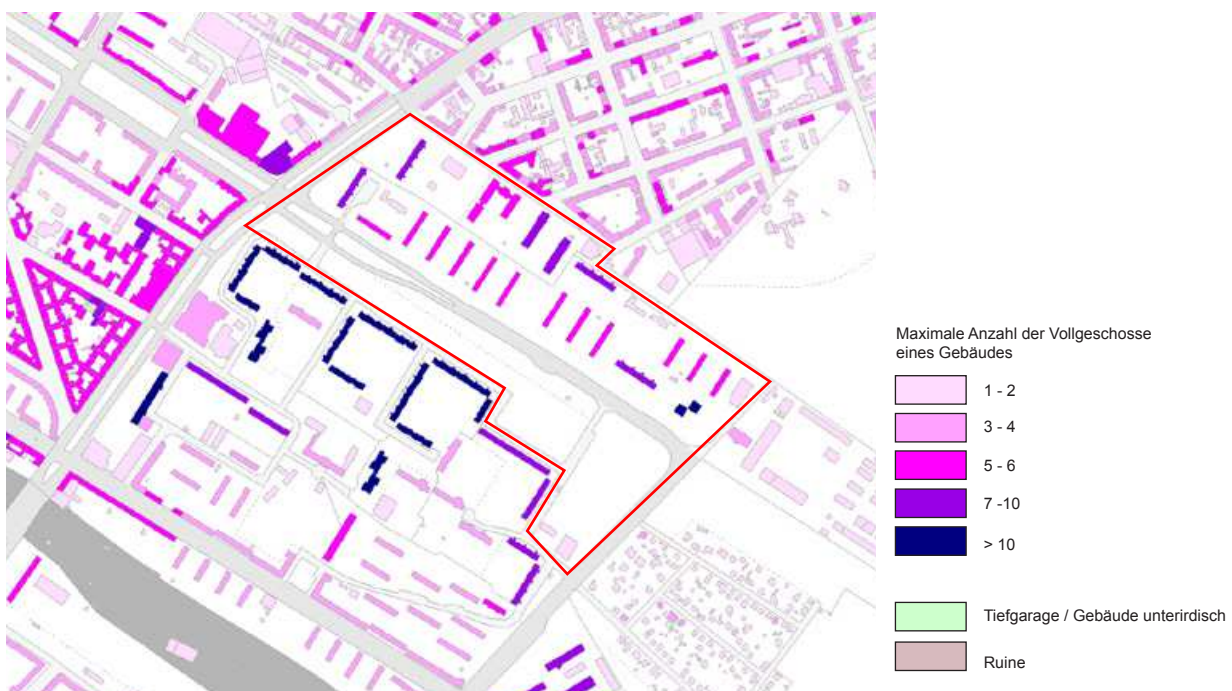 Maximale Anzahl der Vollgeschosse
eines Gebäudes
1 - 2
3 - 4
5 - 6
7 -10
> 10
Tiefgarage / Gebäude unterirdisch
Ruine